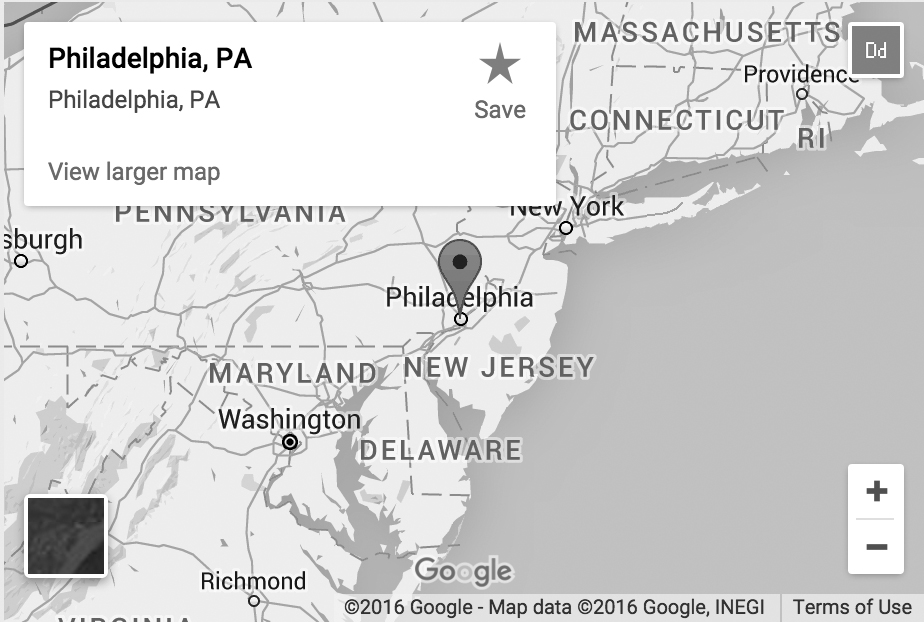 MASSACHUSETTS
Philadelphia, PA
Dd
Providence
Philadelphia, PA
Save
CONNECTICUT
RI
View larger map
PENNSYLVANIA
New York
sburgh
Philadelphia
NEW JERSEY
MARYLAND
Washington
DELAWARE
+
−
Google
Richmond
©2016 Google - Map data ©2016 Google, INEGI
Terms of Use
VIRGINIA